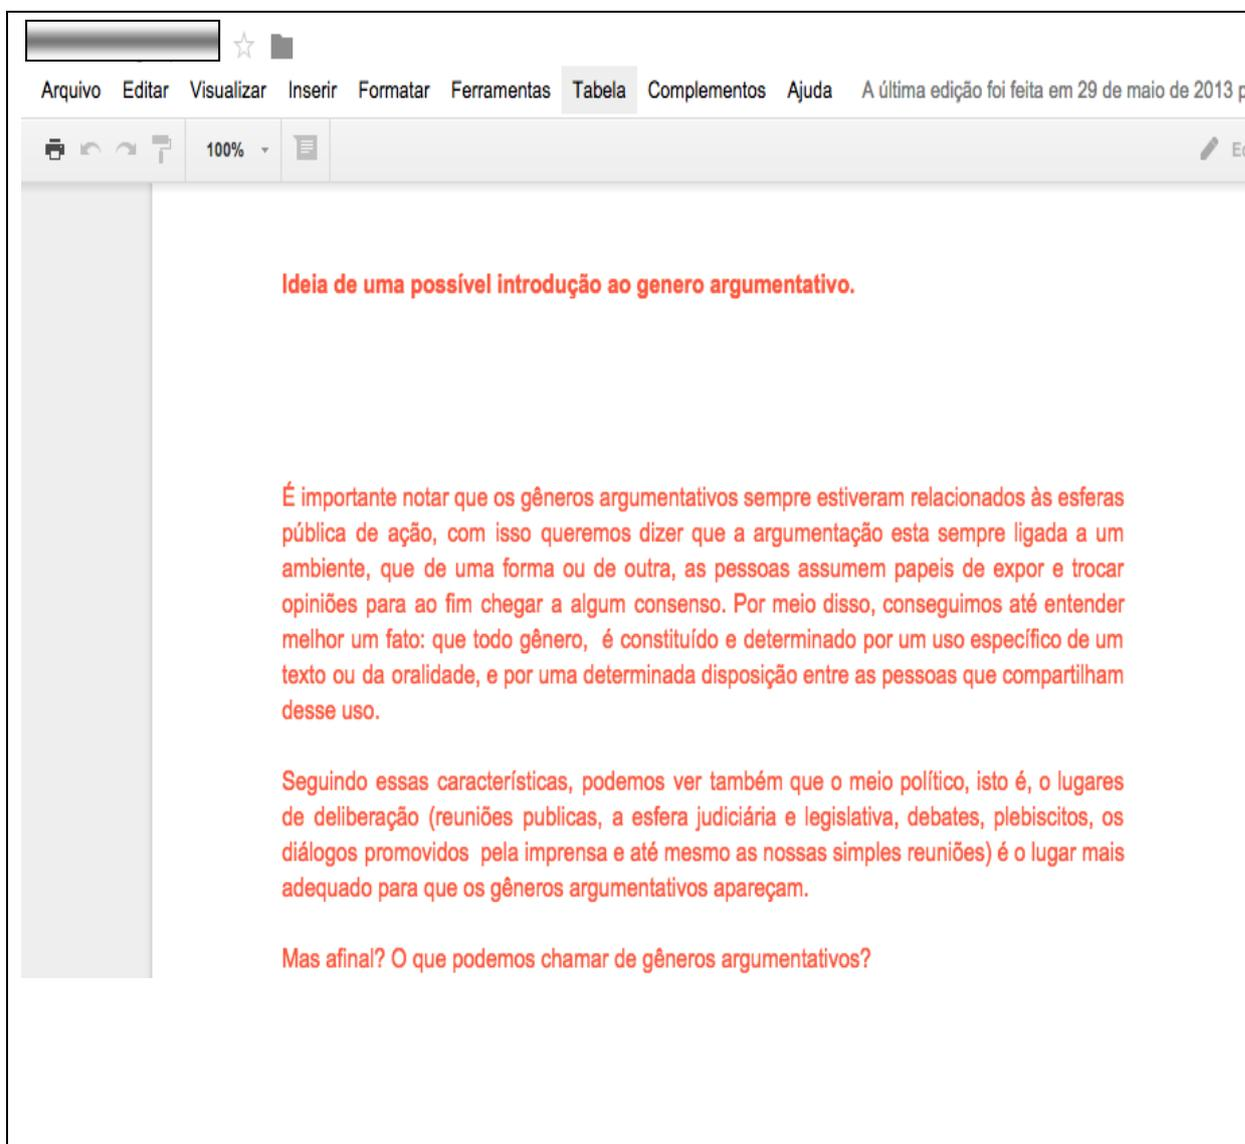 Arquivo Editar Visualizar Inserir Formatar Ferramentas Tabela Complementos Ajuda A última edição foi feita em 29 de maio de 2013 p
100% Ed
Ideia de uma possível introdução ao genero argumentativo.
É importante notar que os gêneros argumentativos sempre estiveram relacionados às esferas
pública de ação, com isso queremos dizer que a argumentação esta sempre ligada a um
ambiente, que de uma forma ou de outra, as pessoas assumem papeis de expor e trocar
opiniões para ao fim chegar a algum consenso. Por meio disso, conseguimos até entender
melhor um fato: que todo gênero,  é constituído e determinado por um uso específico de um
texto ou da oralidade, e por uma determinada disposição entre as pessoas que compartilham
desse uso.
Seguindo essas características, podemos ver também que o meio político, isto é, o lugares
de deliberação (reuniões publicas, a esfera judiciária e legislativa, debates, plebiscitos, os
diálogos promovidos  pela imprensa e até mesmo as nossas simples reuniões) é o lugar mais
adequado para que os gêneros argumentativos apareçam.
Mas afinal? O que podemos chamar de gêneros argumentativos?